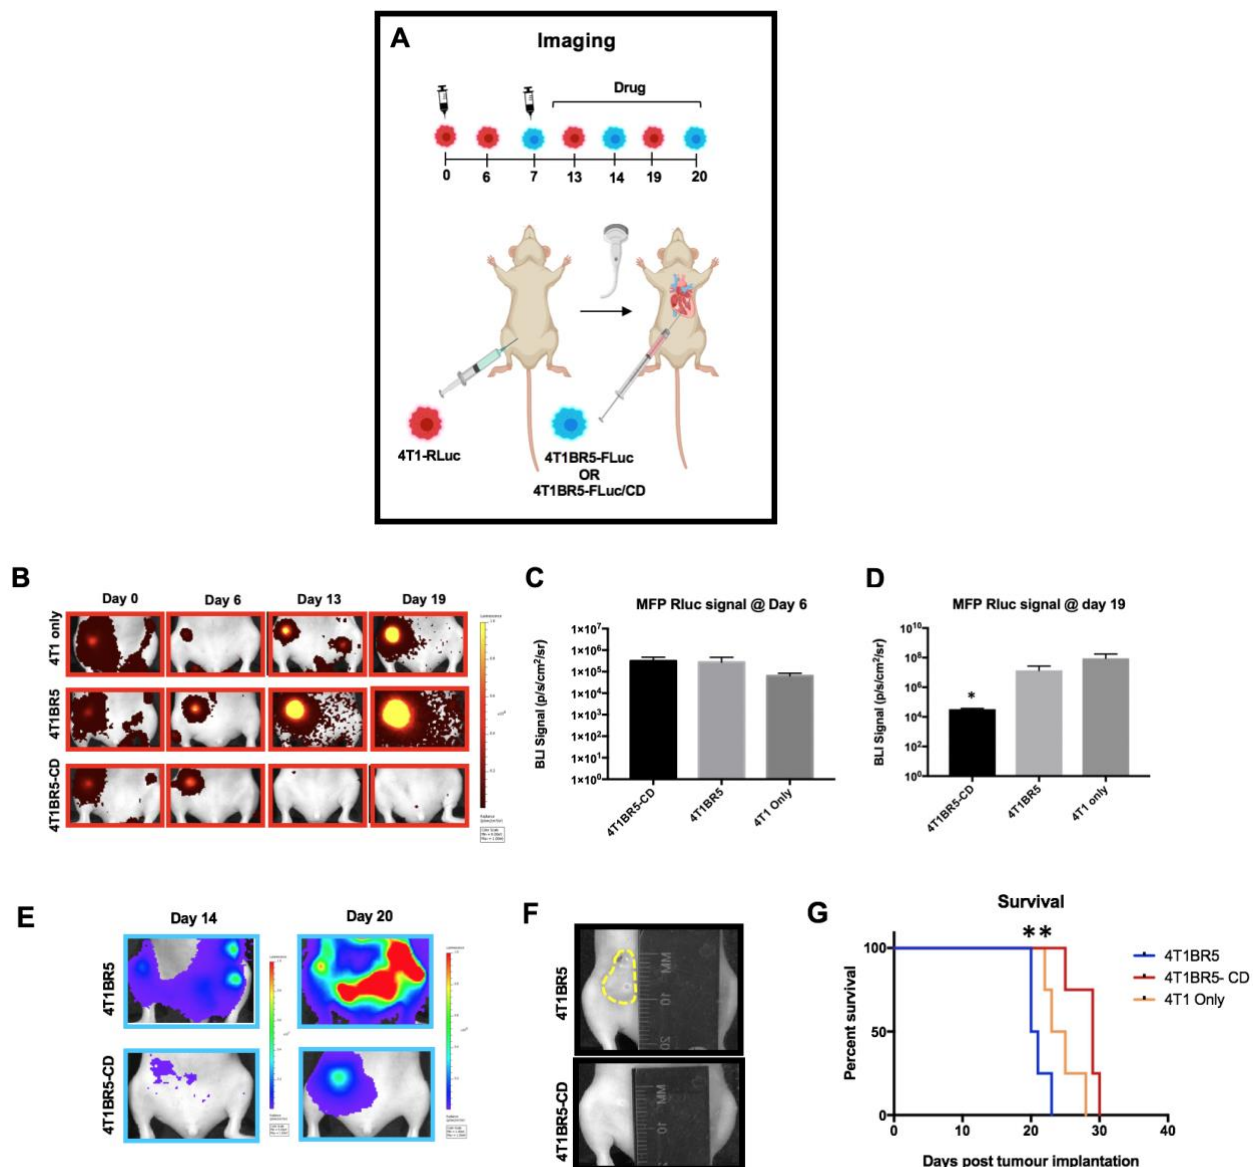 A
Imaging
Drug
0 6 7 13 14 19 20
4T1-RLuc
4T1BR5-FLuc
OR
4T1BR5-FLuc/CD
B
Day 0 Day 6 Day 13 Day 19
4T1 only
4T1BR5
4T1BR5-CD
C
MFP Rluc signal @ Day 6
BLI Signal (p/s/cm²/sr)
1×10⁷
1×10⁶
1×10⁵
1×10⁴
1×10³
1×10²
1×10¹
1×10⁰
4T1BR5-CD 4T1BR5 4T1 Only
D
MFP Rluc signal @ day 19
BLI Signal (p/s/cm²/sr)
10¹⁰
10⁸
10⁶
10⁴
10²
10⁰
*
4T1BR5-CD 4T1BR5 4T1 only
E
Day 14 Day 20
4T1BR5
4T1BR5-CD
F
4T1BR5
MM
10
20
4T1BR5-CD
MM
10
G
Survival
**
Percent survival
100
50
0
0 10 20 30 40
Days post tumour implantation
4T1BR5
4T1BR5- CD
4T1 Only